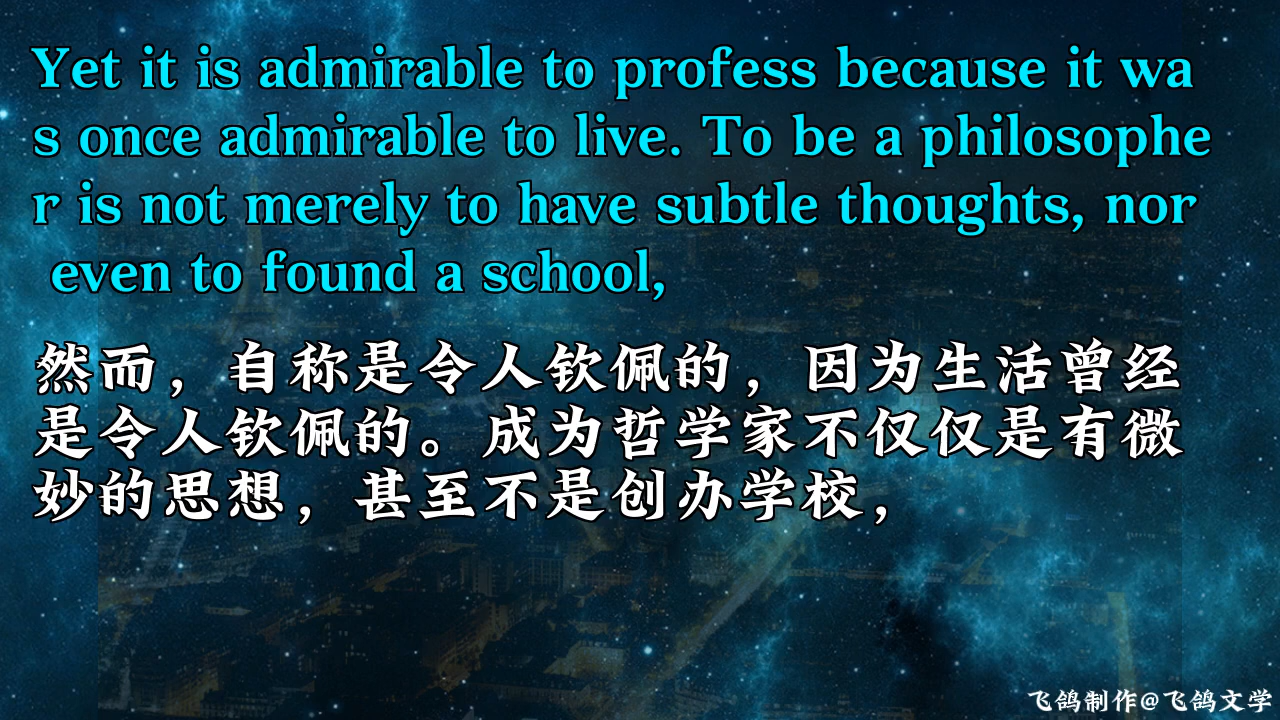 Yet it is admirable to profess because it wa
s once admirable to live. To be a philosophe
r is not merely to have subtle thoughts, nor
even to found a school,
然而，自称是令人钦佩的，因为生活曾经
是令人钦佩的。成为哲学家不仅仅是有微
妙的思想，甚至不是创办学校，
飞鸽制作@飞鸽文学